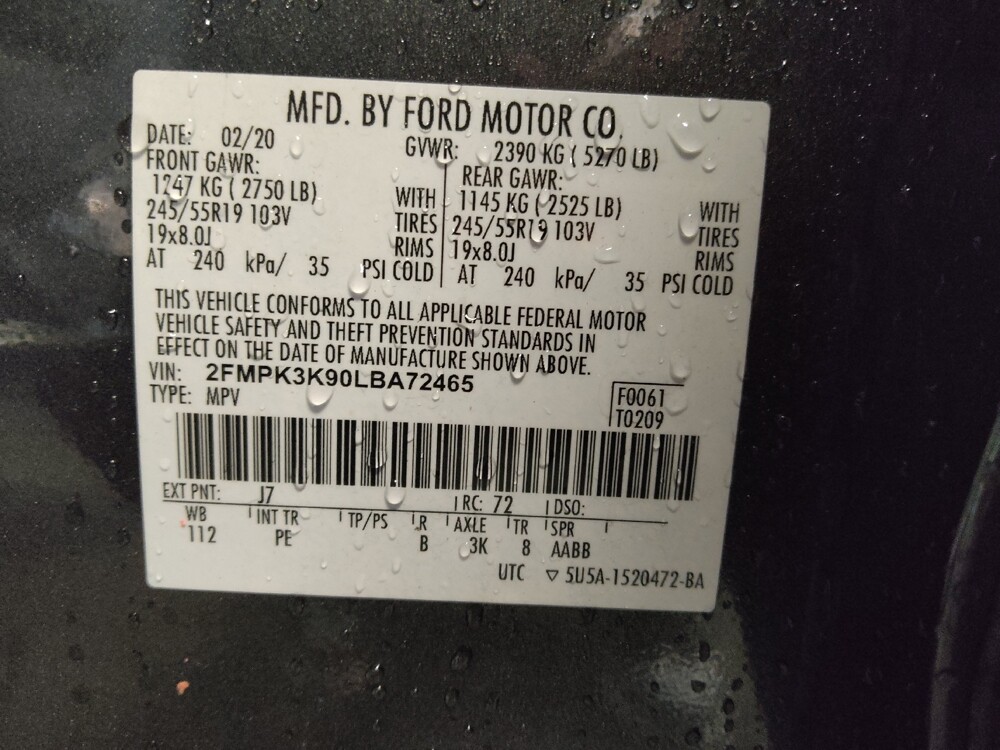 MFD. BY FORD MOTOR CO.
DATE: 02/20 GVWR: 2390 KG ( 5270 LB)
FRONT GAWR: REAR GAWR:
1247 KG ( 2750 LB) WITH 1145 KG ( 2525 LB) WITH
245/55R19 103V TIRES 245/55R19 103V TIRES
19x8.0J RIMS 19x8.0J RIMS
AT 240 kPa/ 35 PSI COLD AT 240 kPa/ 35 PSI COLD
THIS VEHICLE CONFORMS TO ALL APPLICABLE FEDERAL MOTOR
VEHICLE SAFETY AND THEFT PREVENTION STANDARDS IN
EFFECT ON THE DATE OF MANUFACTURE SHOWN ABOVE.
VIN: 2FMPK3K90LBA72465
TYPE: MPV
F0061
T0209
EXT PNT: J7 RC: 72 DSO:
WB INT TR TP/PS R AXLE TR SPR
112 PE B 3K 8 AABB
UTC ▽ 5U5A-1520472-BA